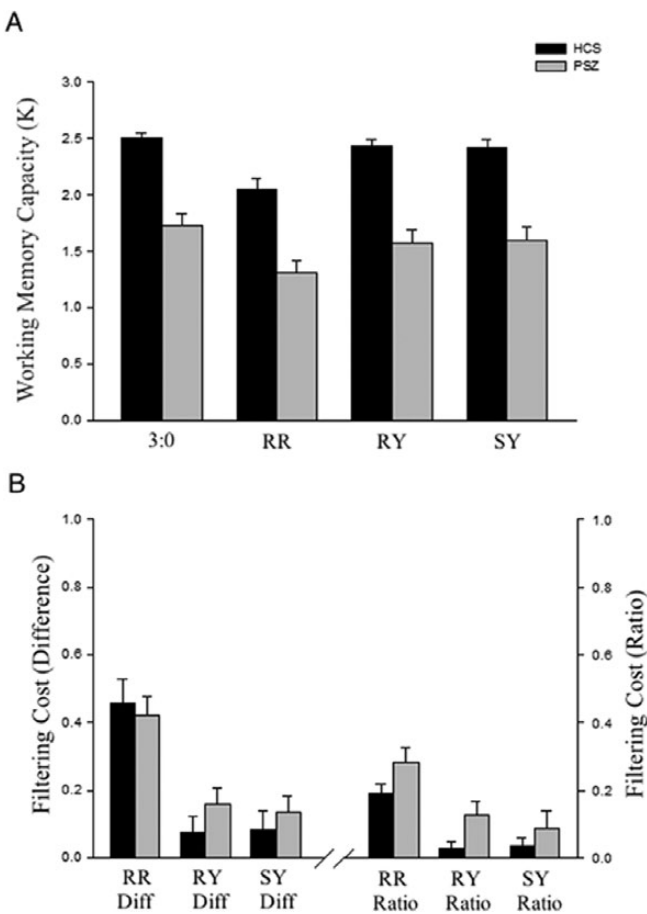 A
HCS
PSZ
Working Memory Capacity (K)
3.0
2.5
2.0
1.5
1.0
0.5
0.0
3:0 RR RY SY
B
Filtering Cost (Difference)
1.0
0.8
0.6
0.4
0.2
0.0
Filtering Cost (Ratio)
1.0
0.8
0.6
0.4
0.2
0.0
RR RY SY RR RY SY
Diff Diff Diff Ratio Ratio Ratio